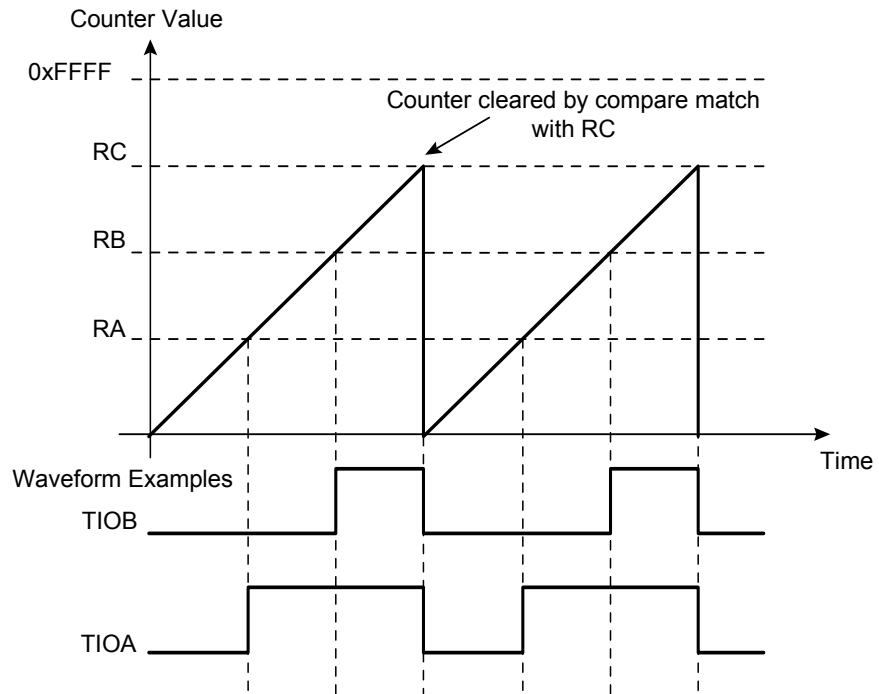 Counter Value
0xFFFF
Counter cleared by compare match
with RC
RC
RB
RA
Time
Waveform Examples
TIOB
TIOA